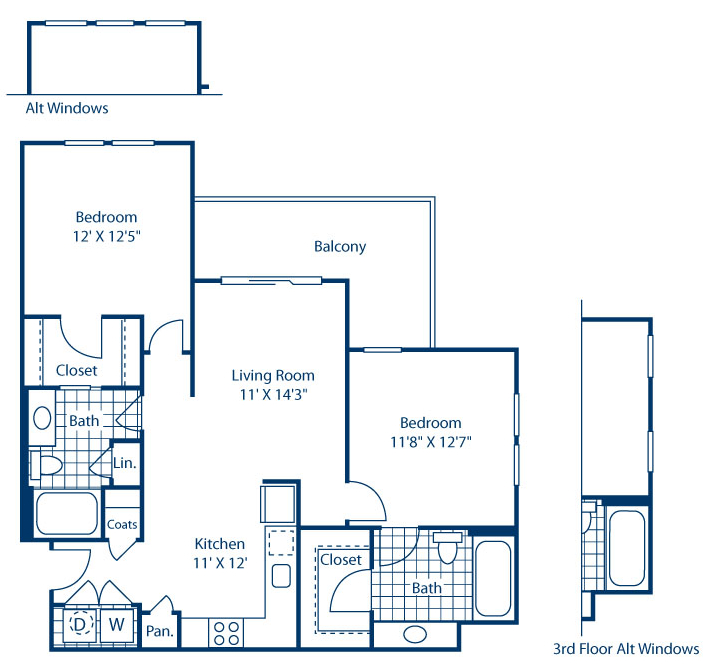 Alt Windows
Bedroom
12' X 12'5"
Balcony
Closet
Living Room
11' X 14'3"
Bath
Bedroom
11'8" X 12'7"
Lin.
Coats
Kitchen
11' X 12'
Closet
Bath
D
W
Pan.
3rd Floor Alt Windows